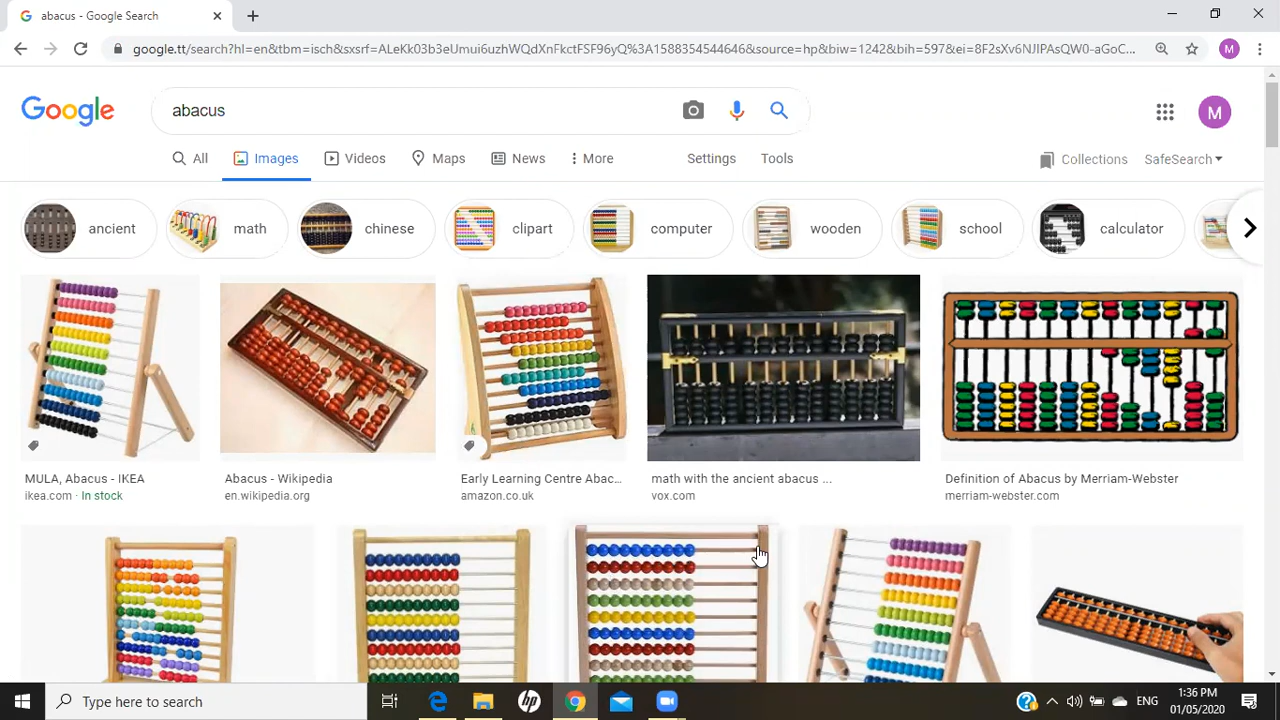 abacus - Google Search
google.tt/search?hl=en&tbm=isch&sxsrf=ALeKk03b3eUmui6uzhWQdXnFkctFSF96yQ%3A1588354544646&source=hp&biw=1242&bih=597&ei=8F2sXv6NJIPAsQW0-aGoC...
M
Google
abacus
M
All Images Videos Maps News More Settings Tools Collections SafeSearch
ancient math chinese clipart computer wooden school calculator
MULA, Abacus - IKEA
ikea.com · In stock
Abacus - Wikipedia
en.wikipedia.org
Early Learning Centre Abac...
amazon.co.uk
math with the ancient abacus ...
vox.com
Definition of Abacus by Merriam-Webster
merriam-webster.com
Type here to search
ENG
1:36 PM
01/05/2020